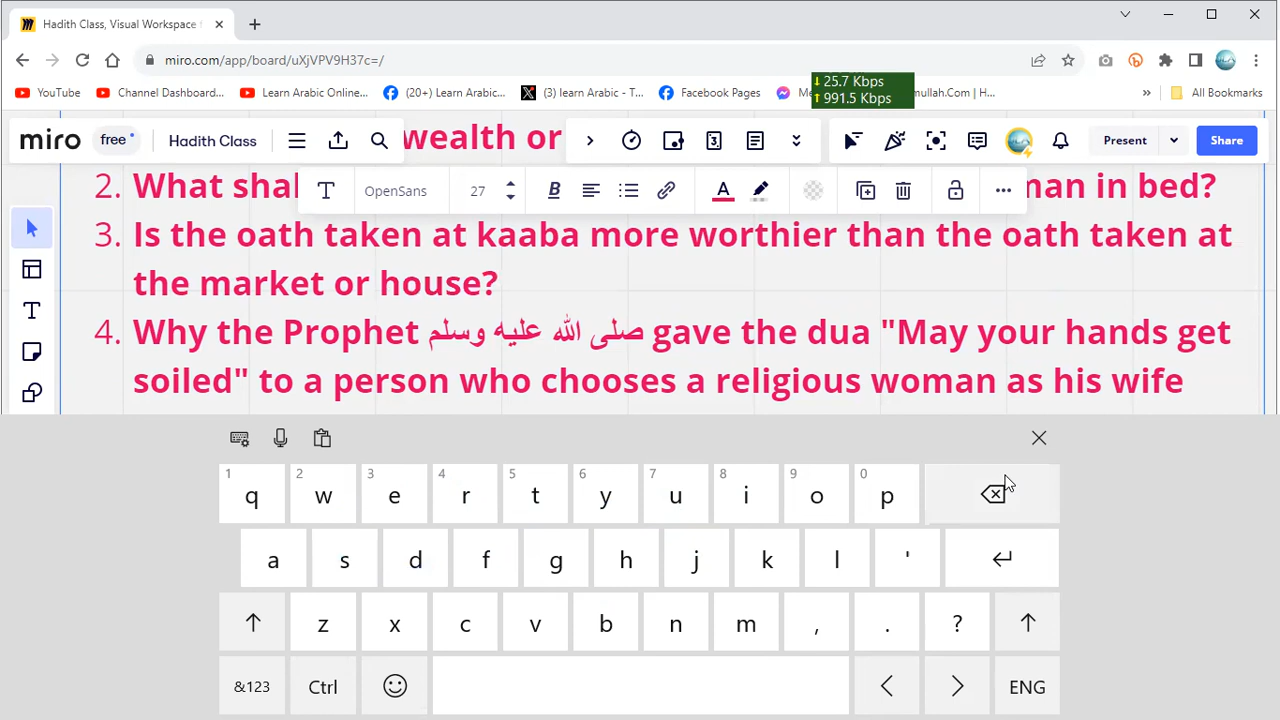 Hadith Class, Visual Workspace f
miro.com/app/board/uXjVPV9H37c=/
25.7 Kbps
991.5 Kbps
YouTube
Channel Dashboard...
Learn Arabic Online...
(20+) Learn Arabic...
(3) learn Arabic - T...
Facebook Pages
Me
mullah.Com | H...
»
All Bookmarks
miro
free
Hadith Class
Present
Share
wealth or
OpenSans
27
B
A
2. What shal
man in bed?
3. Is the oath taken at kaaba more worthier than the oath taken at
the market or house?
4. Why the Prophet صلى الله عليه وسلم gave the dua "May your hands get
soiled" to a person who chooses a religious woman as his wife
1 2 3 4 5 6 7 8 9 0
q w e r t y u i o p
a s d f g h j k l '
z x c v b n m , . ?
&123 Ctrl ENG